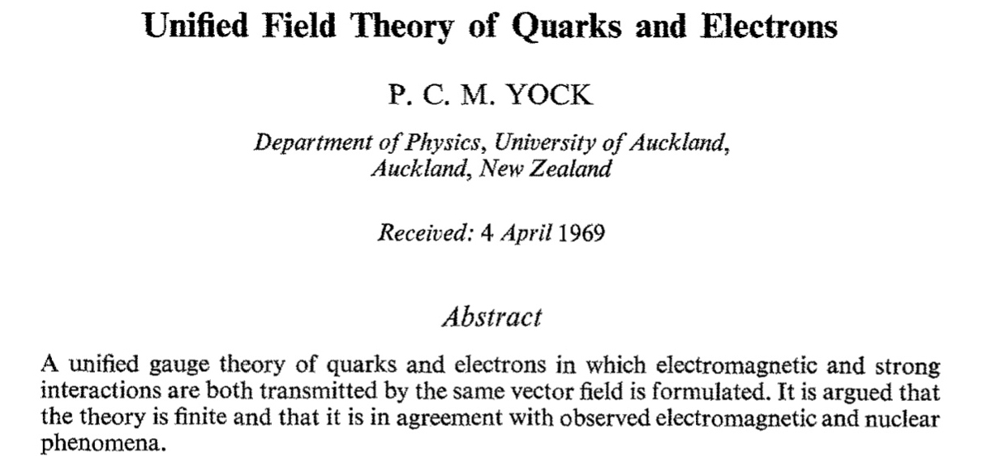 Unified Field Theory of Quarks and Electrons
P. C. M. YOCK
Department of Physics, University of Auckland,
Auckland, New Zealand
Received: 4 April 1969
Abstract
A unified gauge theory of quarks and electrons in which electromagnetic and strong
interactions are both transmitted by the same vector field is formulated. It is argued that
the theory is finite and that it is in agreement with observed electromagnetic and nuclear
phenomena.